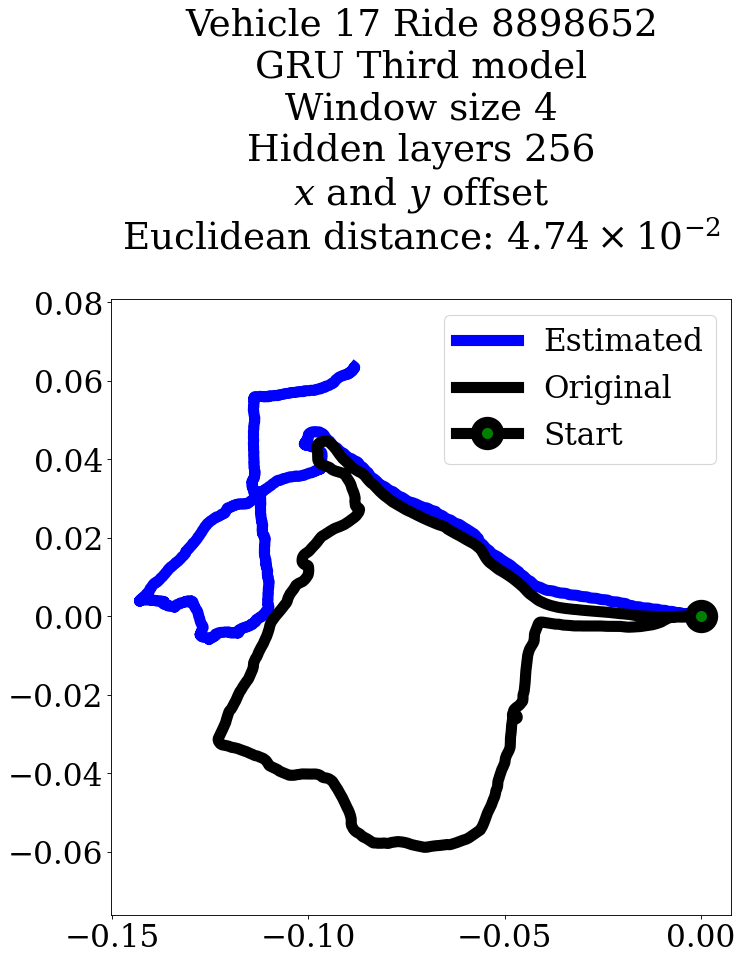 Vehicle 17 Ride 8898652
GRU Third model
Window size 4
Hidden layers 256
x and y offset
Euclidean distance: 4.74 × 10⁻²
0.08
0.06
0.04
0.02
0.00
−0.02
−0.04
−0.06
Estimated
Original
Start
−0.15
−0.10
−0.05
0.00